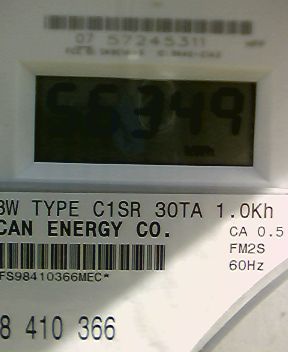 07 57245311
56349
kWh
3W TYPE C1SR 30TA 1.0Kh
CAN ENERGY CO. CA 0.5
FM2S
60Hz
FS98410366MEC*
8 410 366